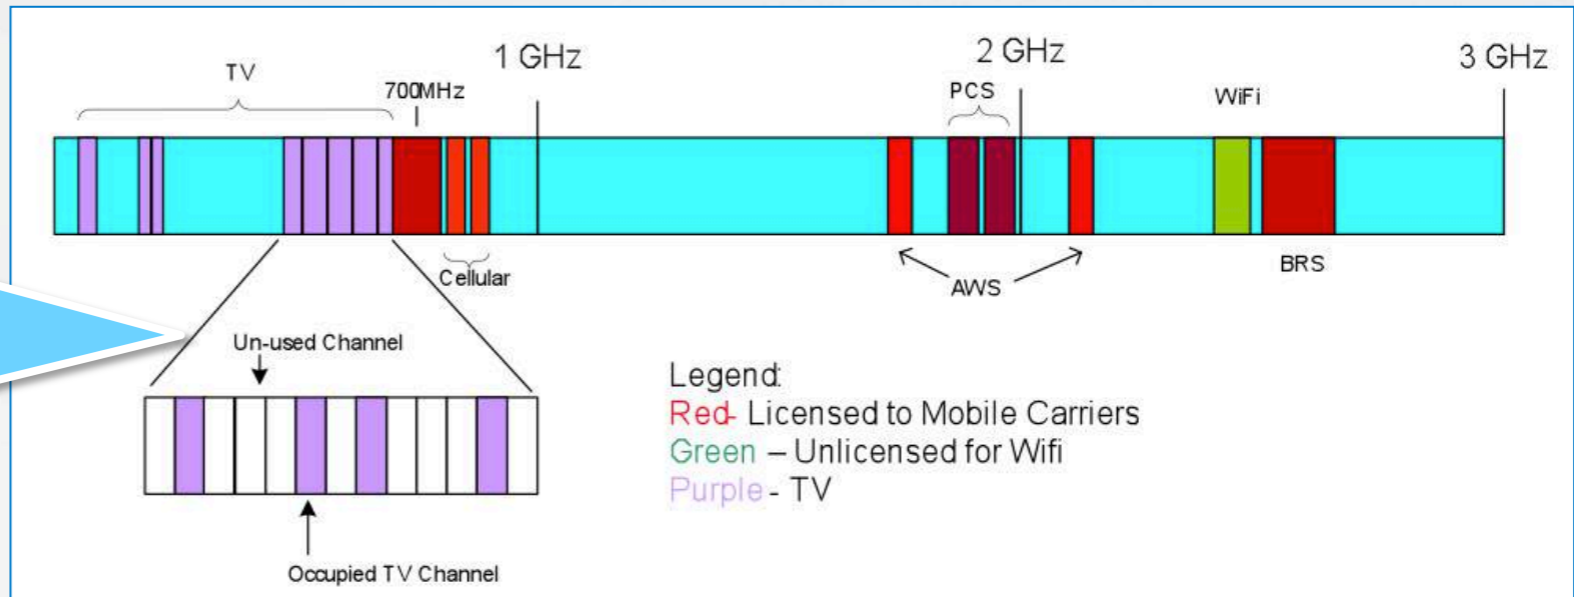 TV
700MHz
1 GHz
PCS
2 GHz
WiFi
3 GHz
Cellular
AWS
BRS
Un-used Channel
Occupied TV Channel
Legend:
Red- Licensed to Mobile Carriers
Green – Unlicensed for Wifi
Purple - TV